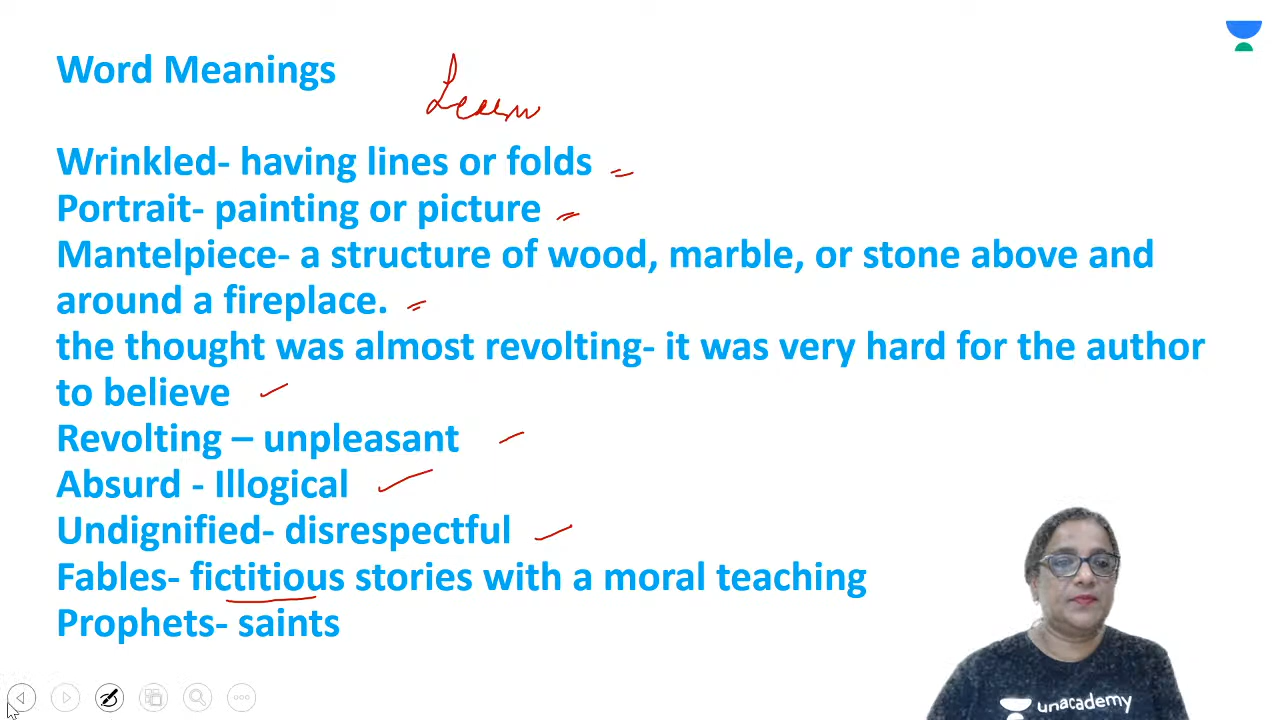 Word Meanings
Learn
Wrinkled- having lines or folds
Portrait- painting or picture
Mantelpiece- a structure of wood, marble, or stone above and
around a fireplace.
the thought was almost revolting- it was very hard for the author
to believe
Revolting – unpleasant
Absurd - Illogical
Undignified- disrespectful
Fables- fictitious stories with a moral teaching
Prophets- saints
unacademy